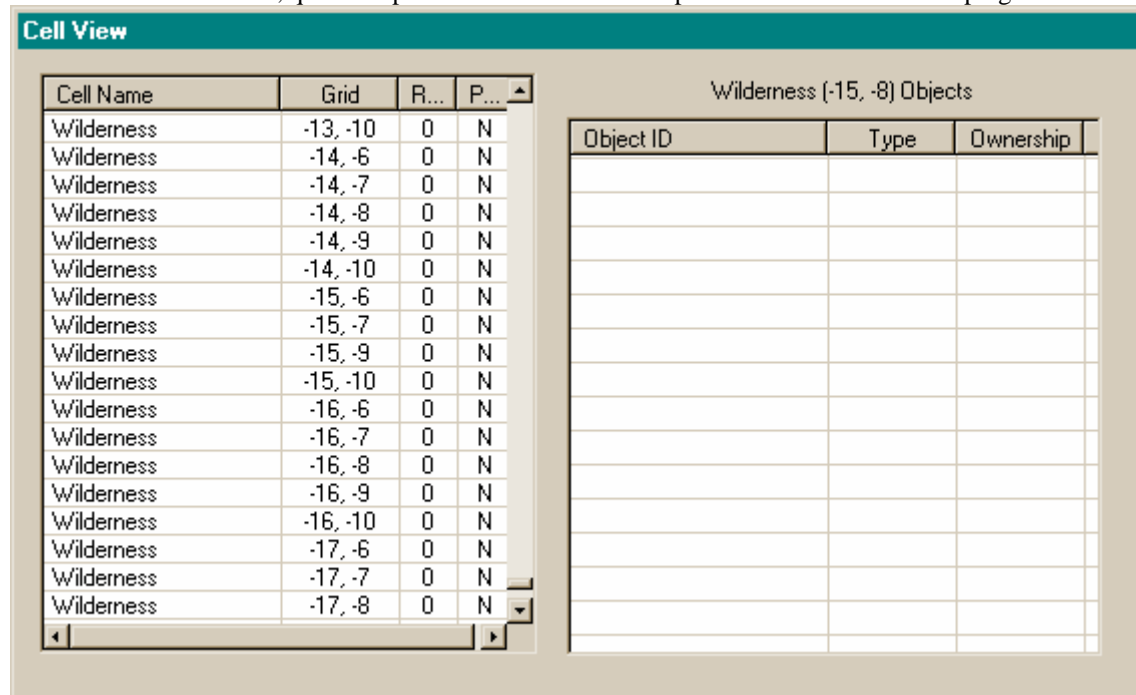 Cell View
Cell Name Grid R... P...
Wilderness -13, -10 0 N
Wilderness -14, -6 0 N
Wilderness -14, -7 0 N
Wilderness -14, -8 0 N
Wilderness -14, -9 0 N
Wilderness -14, -10 0 N
Wilderness -15, -6 0 N
Wilderness -15, -7 0 N
Wilderness -15, -9 0 N
Wilderness -15, -10 0 N
Wilderness -16, -6 0 N
Wilderness -16, -7 0 N
Wilderness -16, -8 0 N
Wilderness -16, -9 0 N
Wilderness -16, -10 0 N
Wilderness -17, -6 0 N
Wilderness -17, -7 0 N
Wilderness -17, -8 0 N
Wilderness (-15, -8) Objects
Object ID Type Ownership